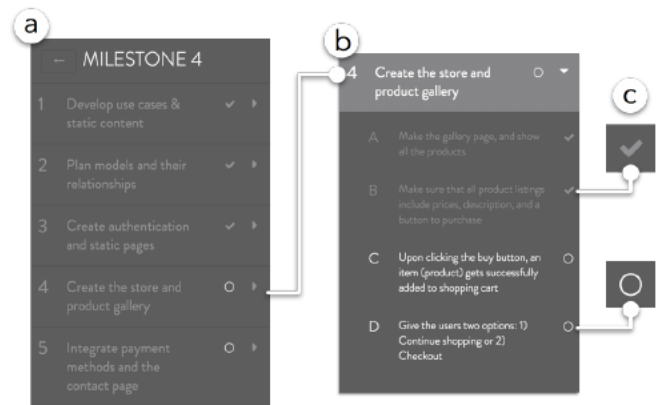 a
← MILESTONE 4
1 Develop use cases &
static content
2 Plan models and their
relationships
3 Create authentication
and static pages
4 Create the store and
product gallery
5 Integrate payment
methods and the
contact page
b
4 Create the store and
product gallery
A Make the gallery page, and show
all the products
B Make sure that all product listings
include prices, description, and a
button to purchase
C Upon clicking the buy button, an
item (product) gets successfully
added to shopping cart
D Give the users two options: 1)
Continue shopping or 2)
Checkout
c